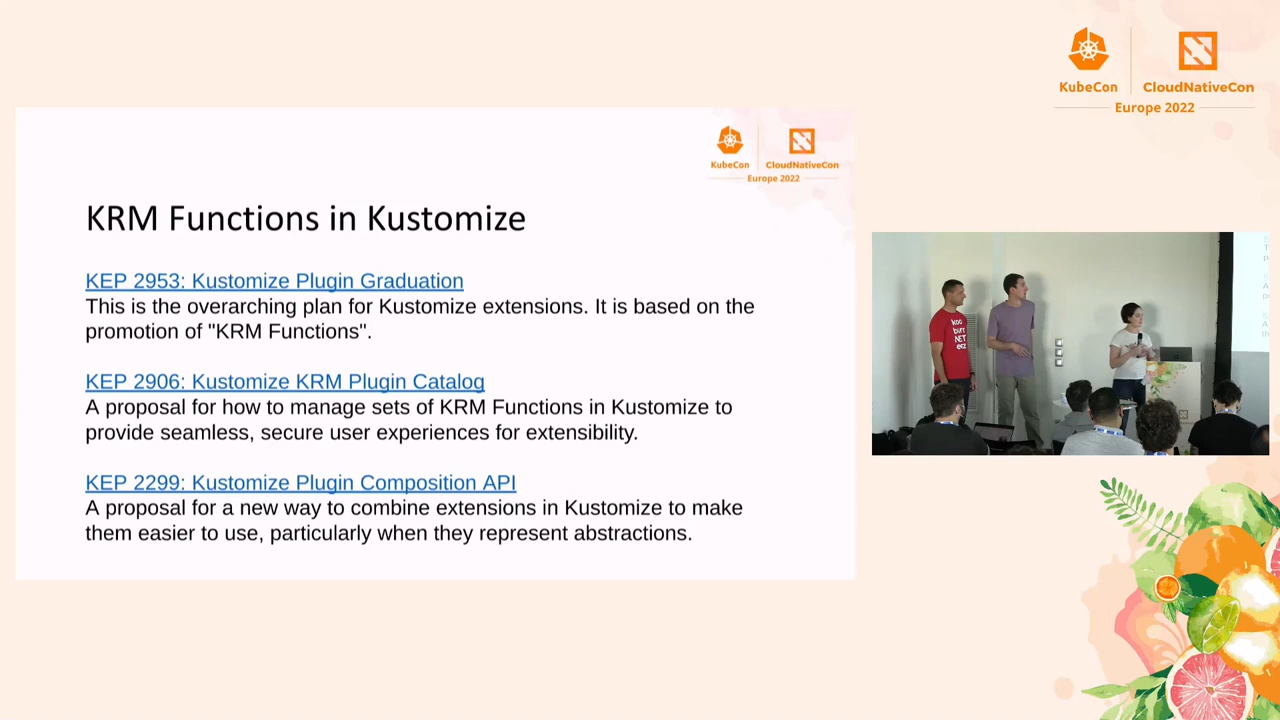 KubeCon
CloudNativeCon
Europe 2022
KubeCon
CloudNativeCon
Europe 2022
KRM Functions in Kustomize
KEP 2953: Kustomize Plugin Graduation
This is the overarching plan for Kustomize extensions. It is based on the
promotion of "KRM Functions".
KEP 2906: Kustomize KRM Plugin Catalog
A proposal for how to manage sets of KRM Functions in Kustomize to
provide seamless, secure user experiences for extensibility.
KEP 2299: Kustomize Plugin Composition API
A proposal for a new way to combine extensions in Kustomize to make
them easier to use, particularly when they represent abstractions.